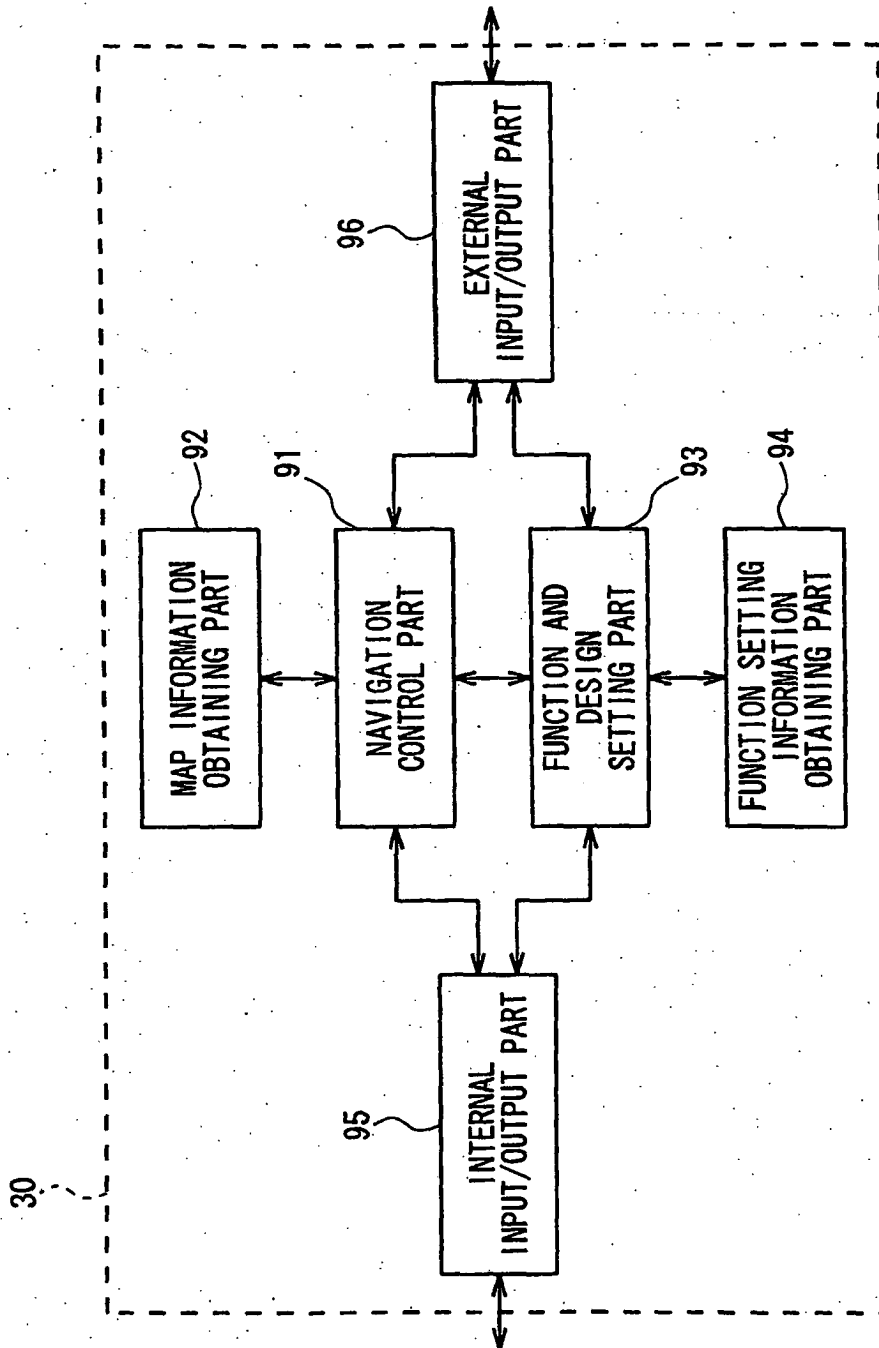 30
92
MAP INFORMATION
OBTAINING PART
91
NAVIGATION
CONTROL PART
95
INTERNAL
INPUT/OUTPUT PART
96
EXTERNAL
INPUT/OUTPUT PART
93
FUNCTION AND
DESIGN
SETTING PART
94
FUNCTION SETTING
INFORMATION
OBTAINING PART